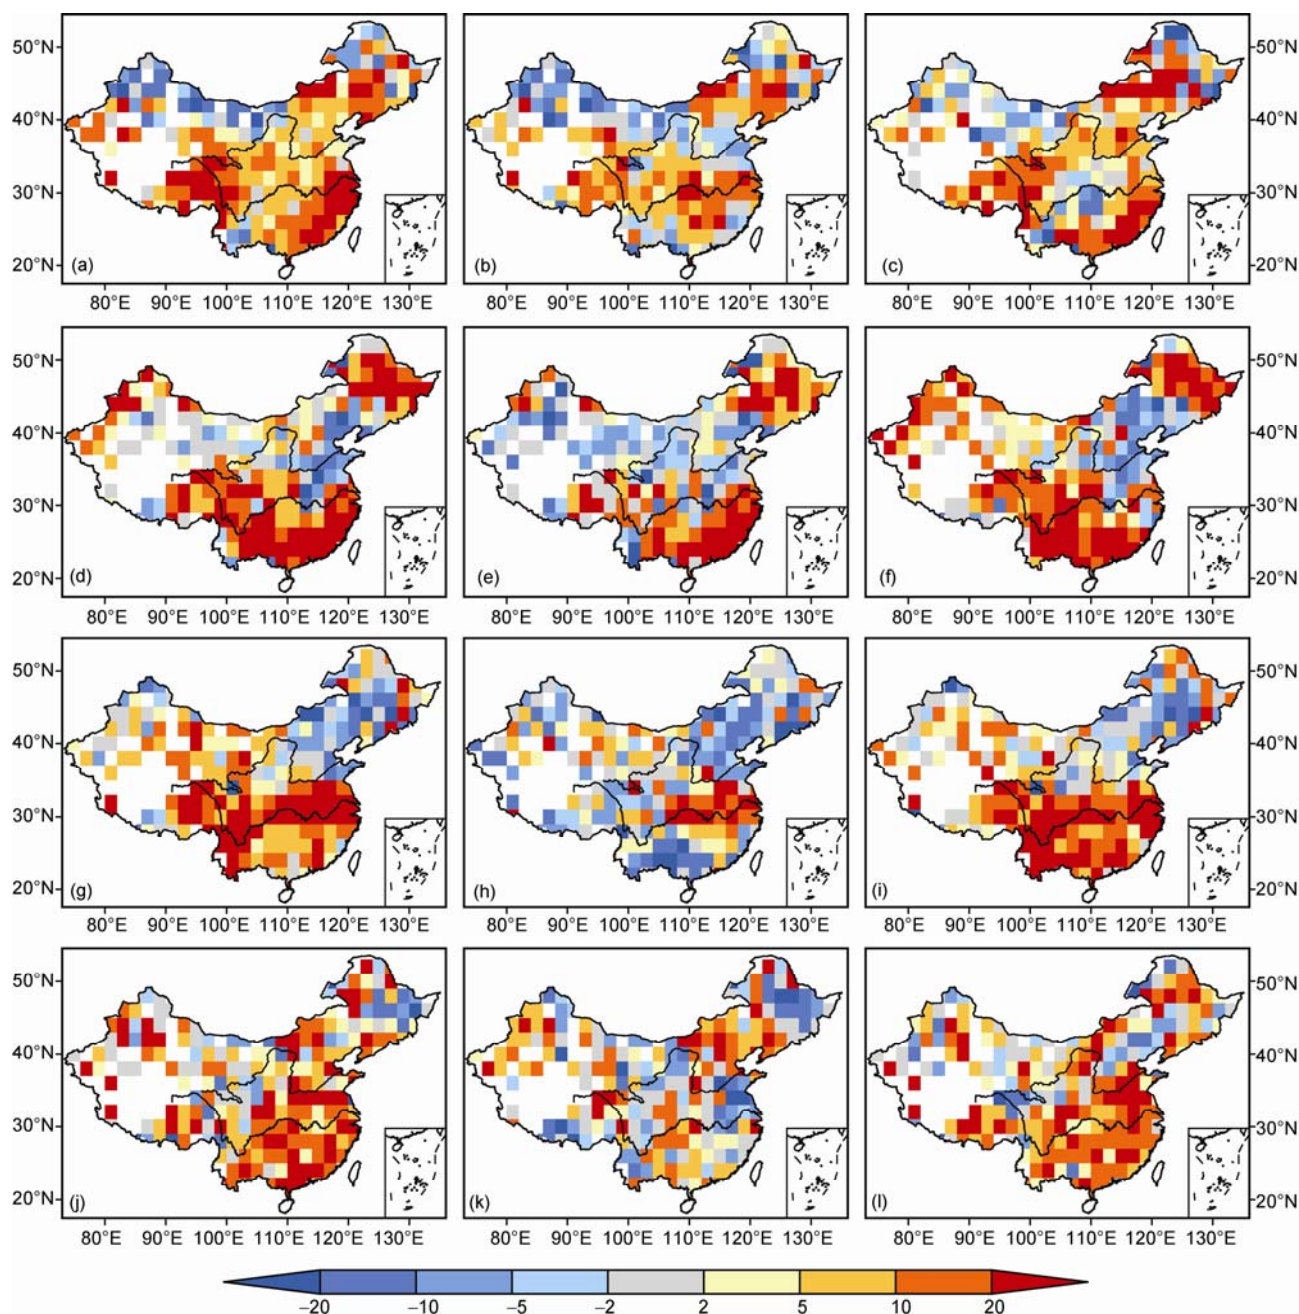 50°N 50°N
40°N 40°N
30°N 30°N
20°N (a) (b) (c) 20°N
80°E 90°E 100°E 110°E 120°E 130°E 80°E 90°E 100°E 110°E 120°E 130°E 80°E 90°E 100°E 110°E 120°E 130°E
50°N 50°N
40°N 40°N
30°N 30°N
20°N (d) (e) (f) 20°N
80°E 90°E 100°E 110°E 120°E 130°E 80°E 90°E 100°E 110°E 120°E 130°E 80°E 90°E 100°E 110°E 120°E 130°E
50°N 50°N
40°N 40°N
30°N 30°N
20°N (g) (h) (i) 20°N
80°E 90°E 100°E 110°E 120°E 130°E 80°E 90°E 100°E 110°E 120°E 130°E 80°E 90°E 100°E 110°E 120°E 130°E
50°N 50°N
40°N 40°N
30°N 30°N
20°N (j) (k) (l) 20°N
80°E 90°E 100°E 110°E 120°E 130°E 80°E 90°E 100°E 110°E 120°E 130°E 80°E 90°E 100°E 110°E 120°E 130°E
−20 −10 −5 −2 2 5 10 20